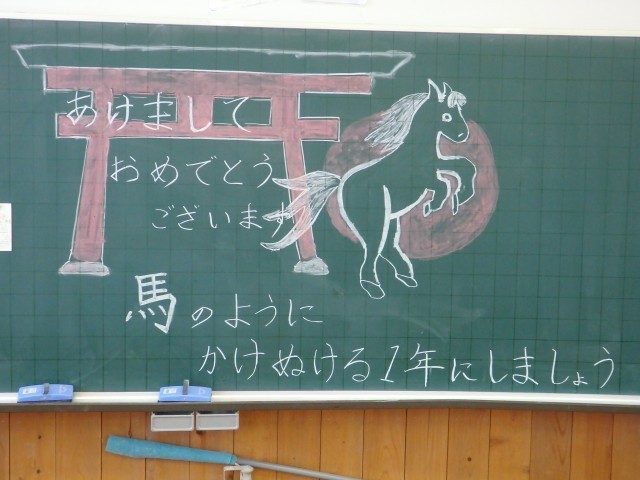 あけまして
おめでとう
ございます
馬のように
かけぬける1年にしましょう